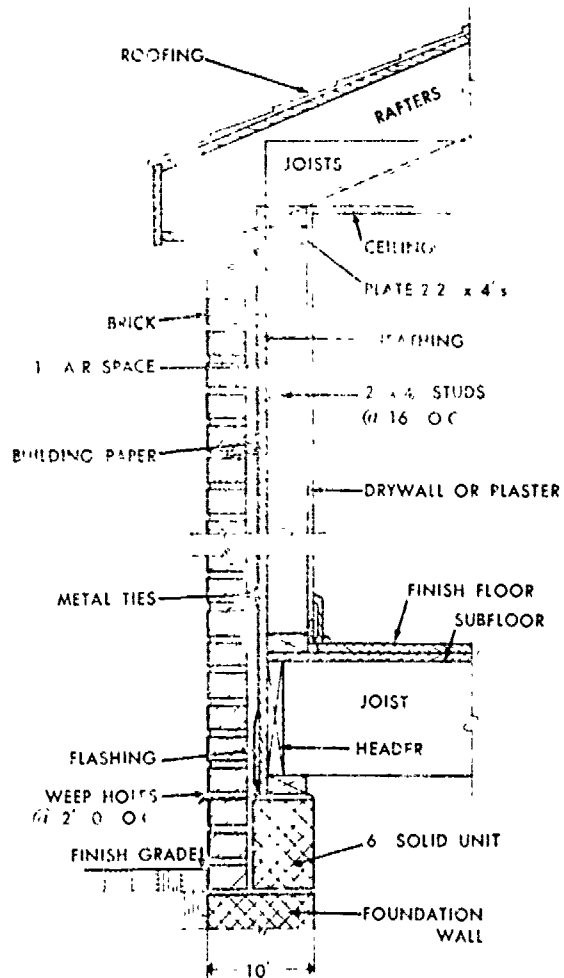 ROOFING
RAFTERS
JOISTS
CEILING
PLATE 2 2 x 4's
BRICK
1 AIR SPACE
2 x 4 STUDS
@ 16 O C
BUILDING PAPER
DRYWALL OR PLASTER
METAL TIES
FINISH FLOOR
SUBFLOOR
JOIST
FLASHING
HEADER
WEEP HOLES
@ 2' 0 O C
6 SOLID UNIT
FINISH GRADE
FOUNDATION
WALL
10'